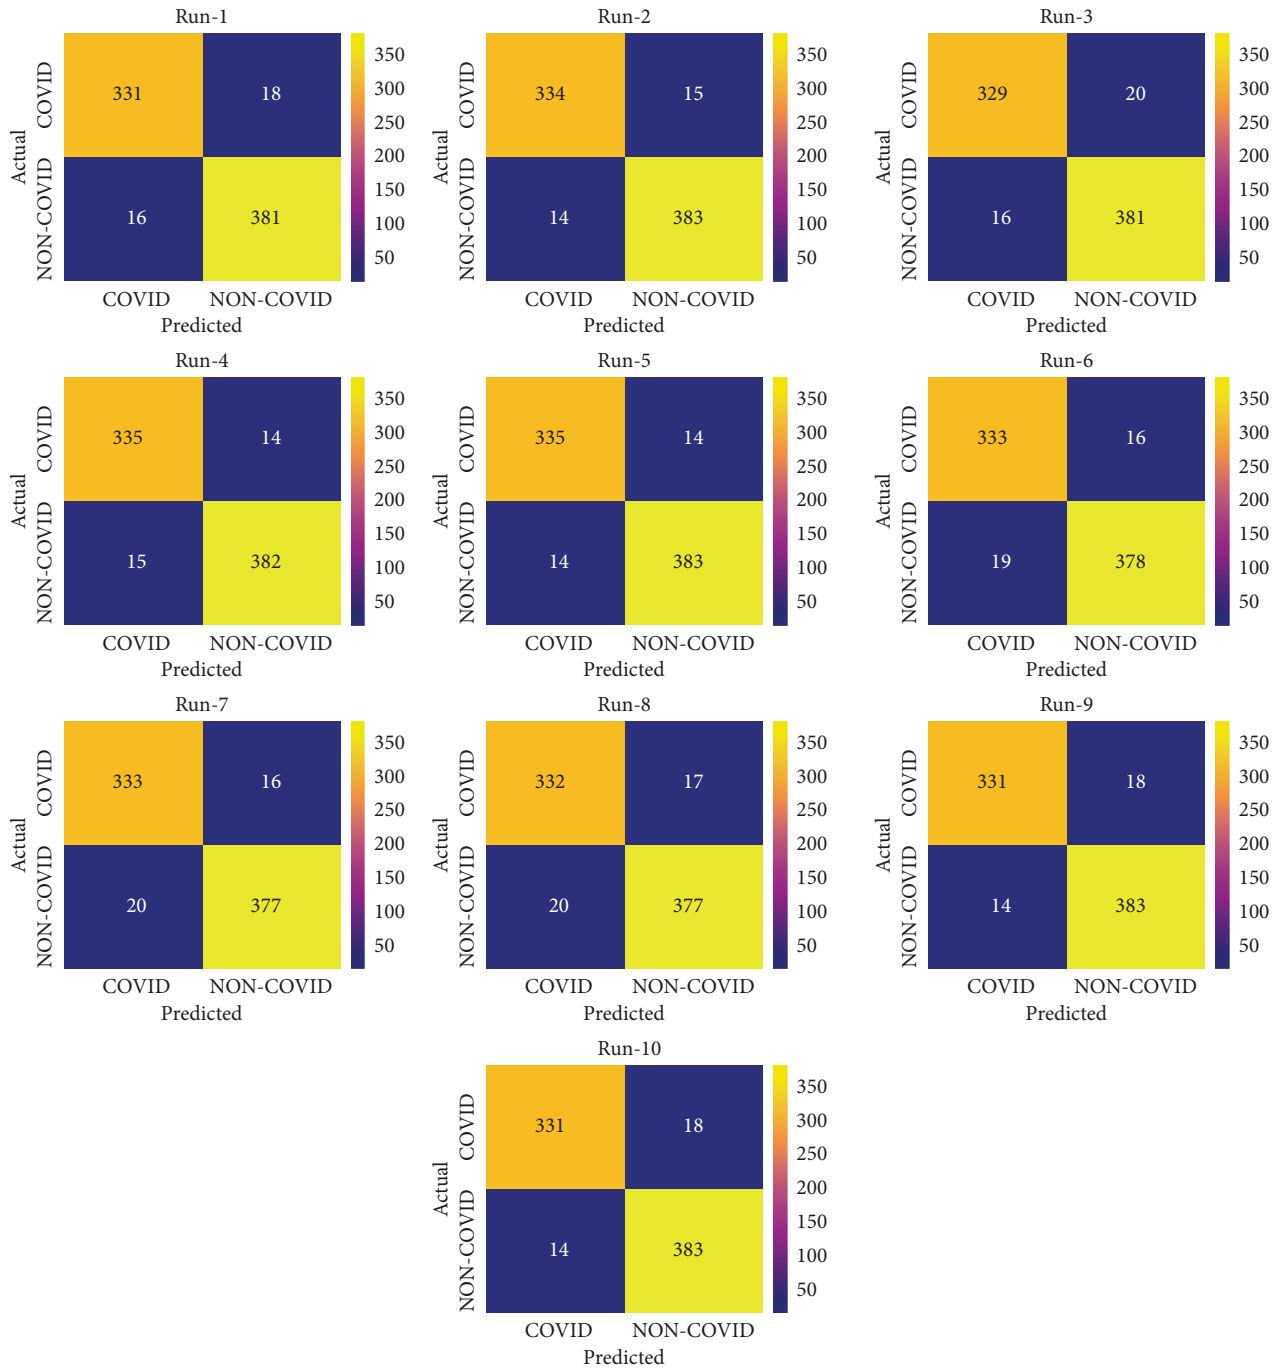 Run-1
Actual
COVID
NON-COVID
331 18
16 381
COVID NON-COVID
Predicted
350
300
250
200
150
100
50
Run-2
Actual
COVID
NON-COVID
334 15
14 383
COVID NON-COVID
Predicted
350
300
250
200
150
100
50
Run-3
Actual
COVID
NON-COVID
329 20
16 381
COVID NON-COVID
Predicted
350
300
250
200
150
100
50
Run-4
Actual
COVID
NON-COVID
335 14
15 382
COVID NON-COVID
Predicted
350
300
250
200
150
100
50
Run-5
Actual
COVID
NON-COVID
335 14
14 383
COVID NON-COVID
Predicted
350
300
250
200
150
100
50
Run-6
Actual
COVID
NON-COVID
333 16
19 378
COVID NON-COVID
Predicted
350
300
250
200
150
100
50
Run-7
Actual
COVID
NON-COVID
333 16
20 377
COVID NON-COVID
Predicted
350
300
250
200
150
100
50
Run-8
Actual
COVID
NON-COVID
332 17
20 377
COVID NON-COVID
Predicted
350
300
250
200
150
100
50
Run-9
Actual
COVID
NON-COVID
331 18
14 383
COVID NON-COVID
Predicted
350
300
250
200
150
100
50
Run-10
Actual
COVID
NON-COVID
331 18
14 383
COVID NON-COVID
Predicted
350
300
250
200
150
100
50